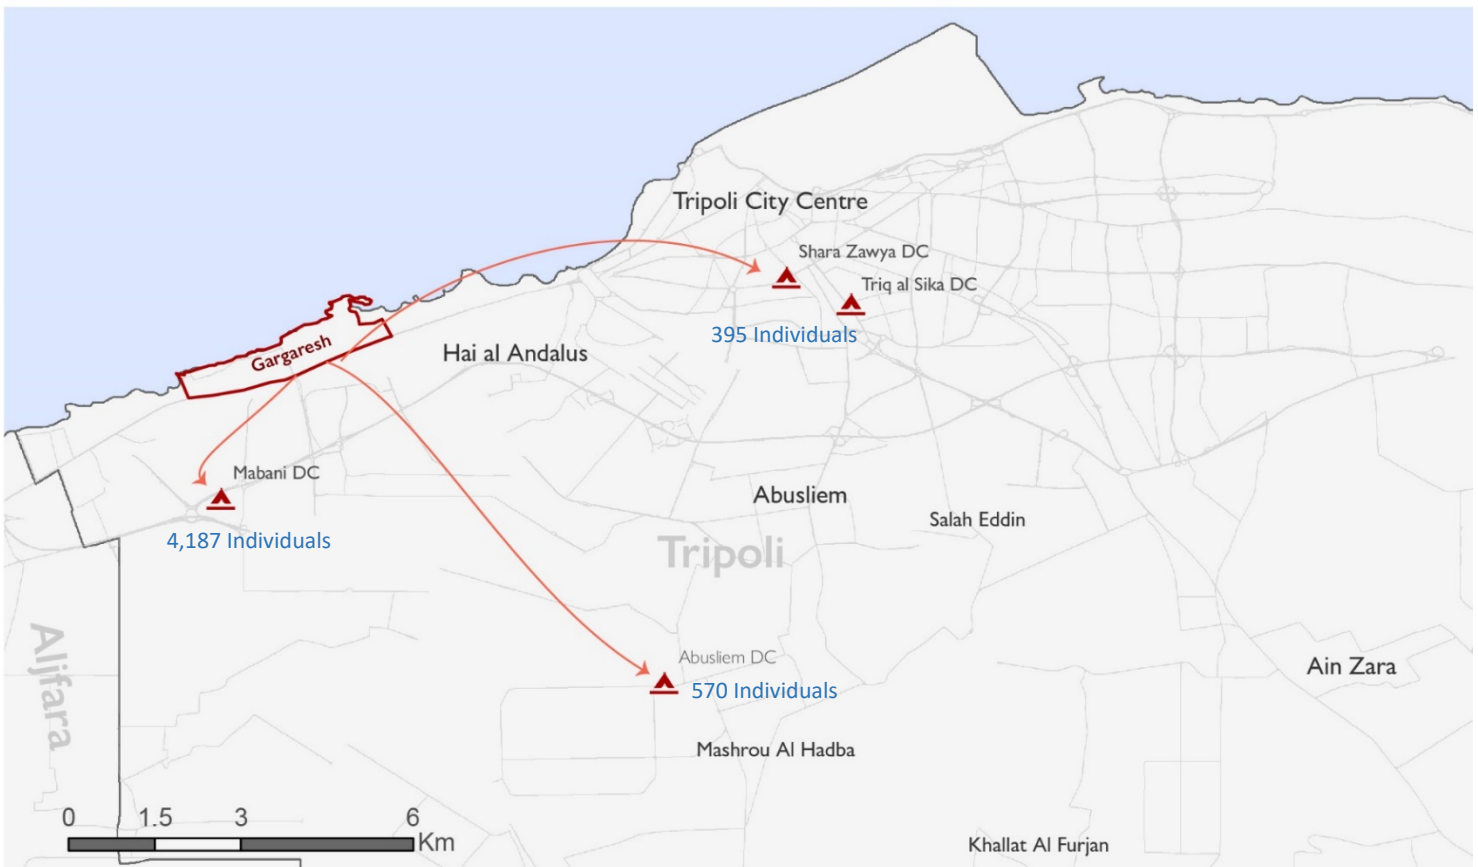 Tripoli City Centre
Shara Zawya DC
Triq al Sika DC
395 Individuals
Gargaresh
Hai al Andalus
Mabani DC
4,187 Individuals
Abusliem
Salah Eddin
Tripoli
Aljfara
Abusliem DC
570 Individuals
Ain Zara
Mashrou Al Hadba
0 1.5 3 6
Km
Khallat Al Furjan